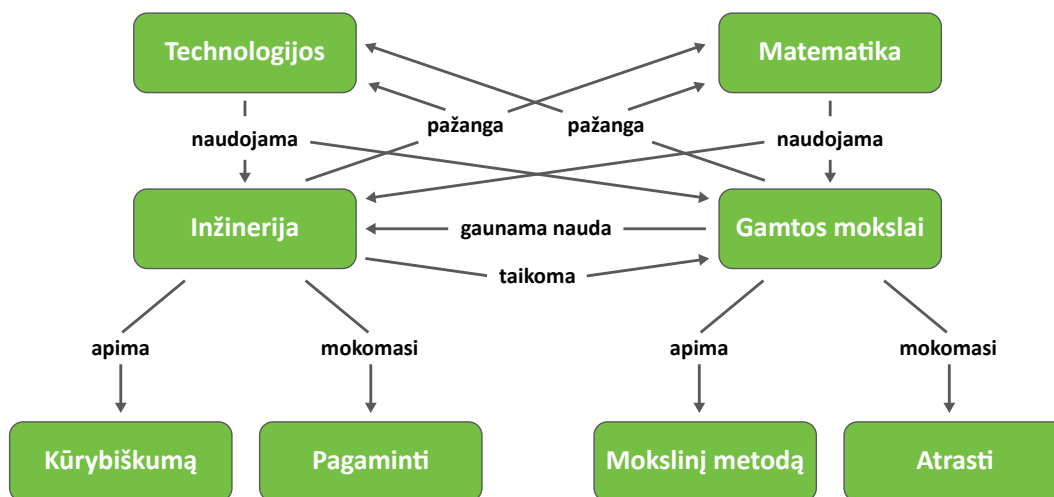 Technologijos
Matematika
pažanga
pažanga
naudojama
naudojama
Inžinerija
gaunama nauda
Gamtos mokslai
taikoma
apima
mokomasi
apima
mokomasi
Kūrybiškumą
Pagaminti
Mokslinį metodą
Atrasti